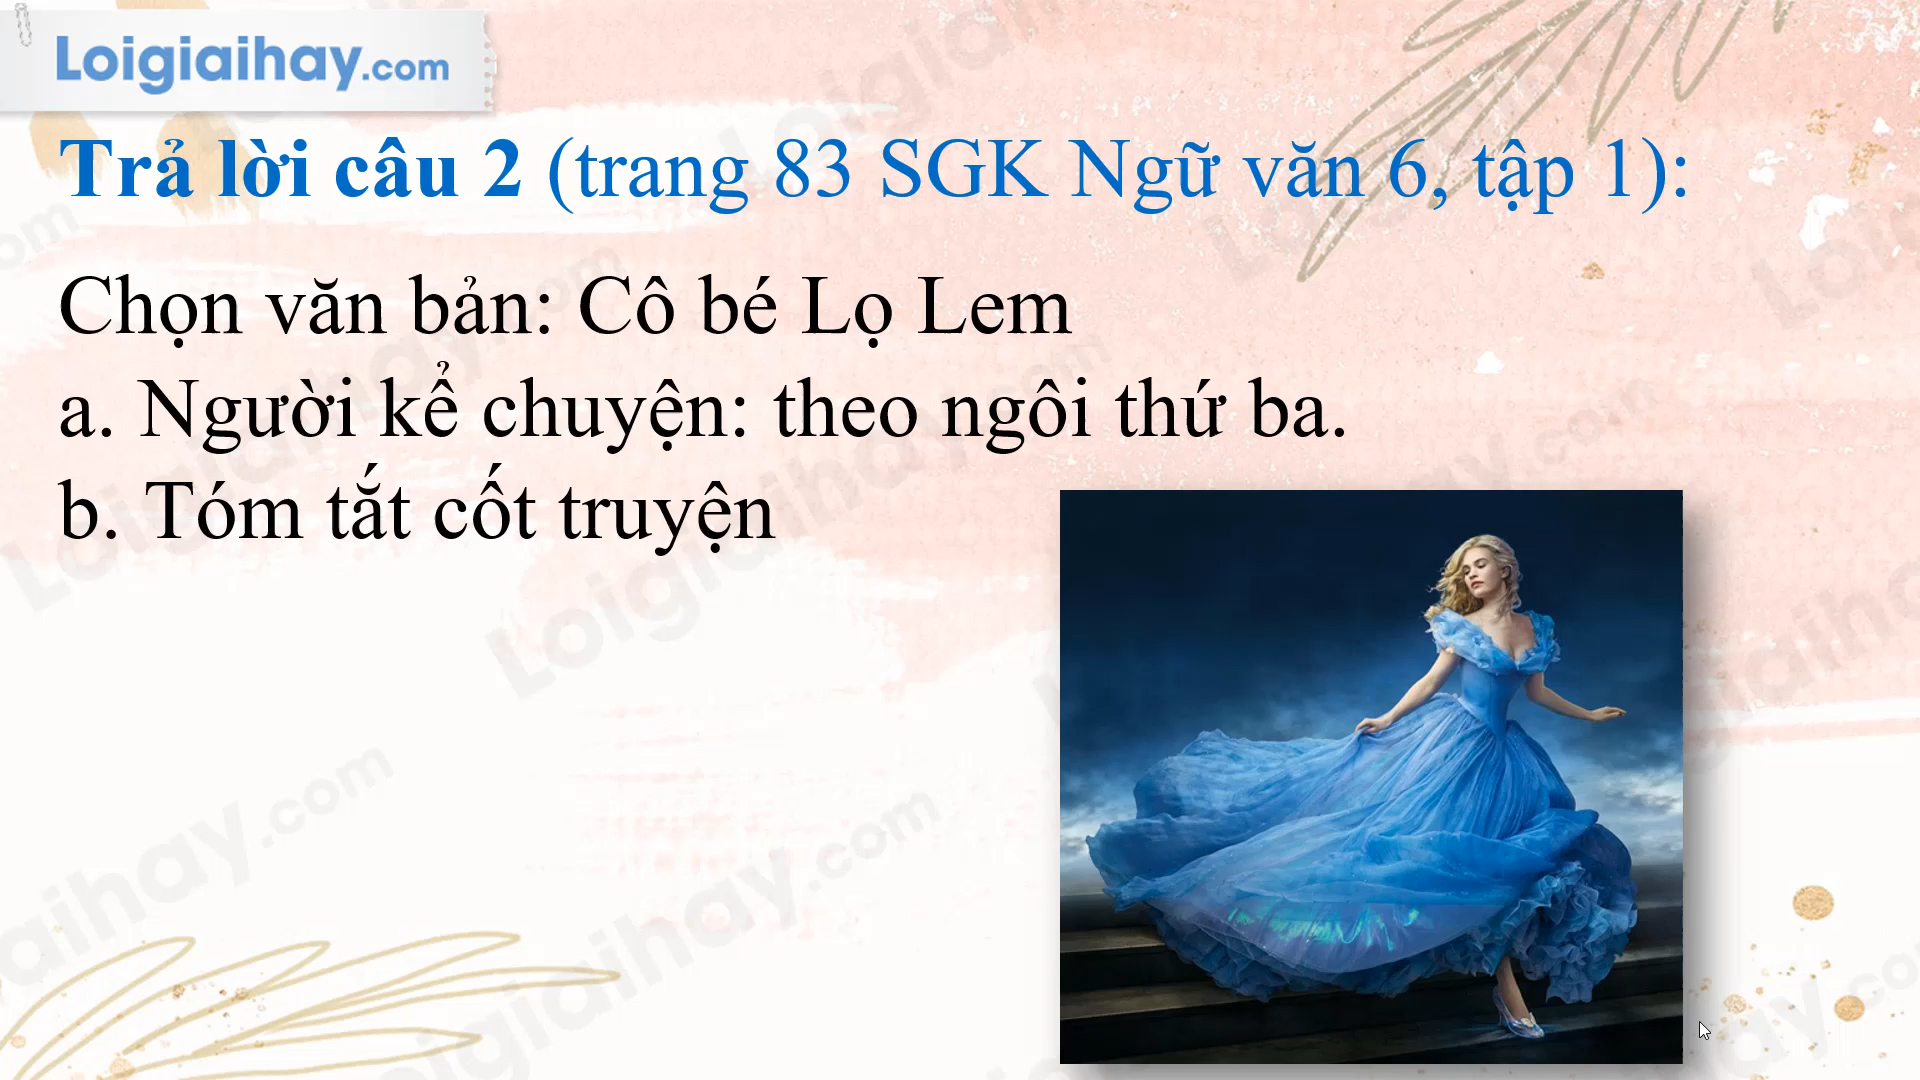 Loigiaihay.com
Trả lời câu 2 (trang 83 SGK Ngữ văn 6, tập 1):
Chọn văn bản: Cô bé Lọ Lem
a. Người kể chuyện: theo ngôi thứ ba.
b. Tóm tắt cốt truyện